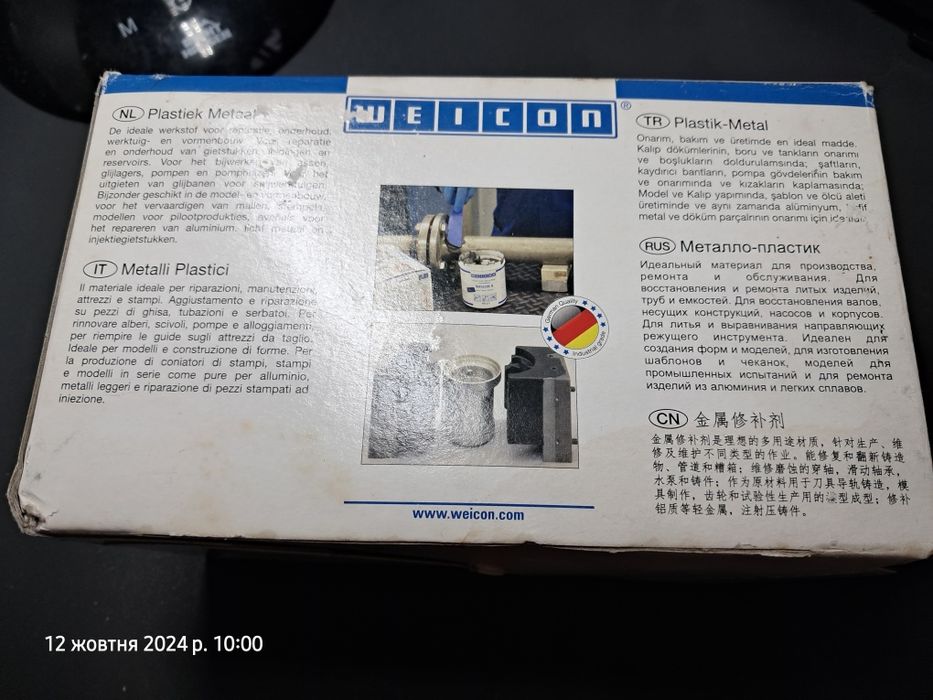 NL Plastiek Metaal
De ideale werkstof voor reparatie, onderhoud,
werktuig- en vormenbouw. Voor reparatie
en onderhoud van gietstukken, leidingen en
reservoirs. Voor het bijwerken van assen,
glijlagers, pompen en het
uitgieten van glijbanen voor
Bijzonder geschikt in de model- en vormenbouw,
voor het vervaardigen van mallen,
modellen voor pilootprodukties, evenals voor
het repareren van aluminium, licht metaal en
injektiegietstukken.
IT Metalli Plastici
Il materiale ideale per riparazioni, manutenzioni,
attrezzi e stampi. Aggiustamento e riparazione
su pezzi di ghisa, tubazioni e serbatoi. Per
rinnovare alberi, scivoli, pompe e alloggiamenti,
per riempire le guide sugli attrezzi da taglio.
Ideale per modelli e construzione di forme. Per
la produzione di coniatori di stampi, stampi
e modelli in serie come pure per alluminio,
metalli leggeri e riparazione di pezzi stampati ad
iniezione.
WEICON®
German Quality
Industrial grade
www.weicon.com
TR Plastik-Metal
Onarım, bakım ve üretimde en ideal madde.
Kalıp dökümlerinin, boru ve tankların onarımı
ve boşlukların doldurulamsında; şaftların,
kaydırıcı bantların, pompa gövdelerinin bakım
ve onarımında ve kızakların kaplamasında;
Model ve Kalıp yapımında, şablon ve ölçü aleti
üretiminde ve aynı zamanda alüminyum, hafif
metal ve döküm parçalrının onarımı için idealdir.
RUS Металло-пластик
Идеальный материал для производства,
ремонта и обслуживания. Для
восстановления и ремонта литых изделий,
труб и емкостей. Для восстановления валов,
несущих конструкций, насосов и корпусов.
Для литья и выравнивания направляющих
режущего инструмента. Идеален для
создания форм и моделей, для изготовления
шаблонов и чеканок, моделей для
промышленных испытаний и для ремонта
изделий из алюминия и легких сплавов.
CN 金属修补剂
金属修补剂是理想的多用途材质，针对生产、维
修及维护不同类型的作业。能修复和翻新铸造
物、管道和槽箱；维修磨蚀的穿轴，滑动轴承，
水泵和铸件；作为原材料用于刀具导轨铸造，模
具制作，齿轮和试验性生产用的模型成型；修补
铝质等轻金属，注射压铸件。
12 жовтня 2024 р. 10:00